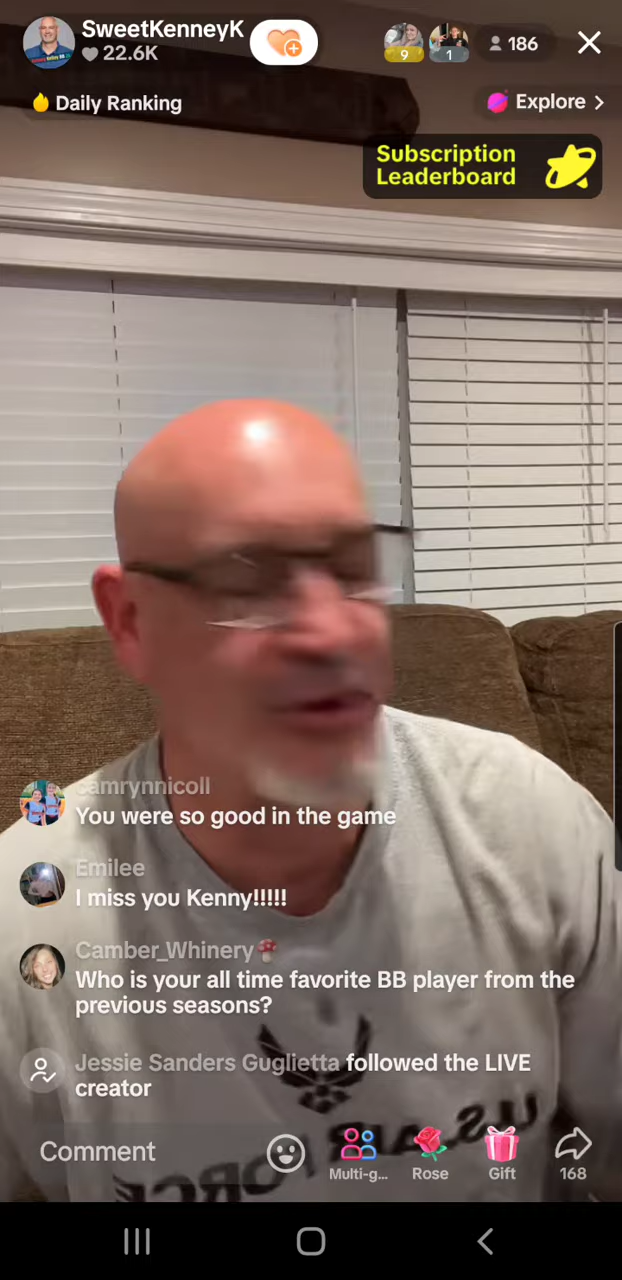 SweetKenneyK
22.6K
9
1
186
Daily Ranking
Explore
Subscription
Leaderboard
camrynnicoll
You were so good in the game
Emilee
I miss you Kenny!!!!!
Camber_Whinery🍄
Who is your all time favorite BB player from the
previous seasons?
Jessie Sanders Guglietta followed the LIVE
creator
U.S. AIR FORCE
Comment
Multi-g...
Rose
Gift
168